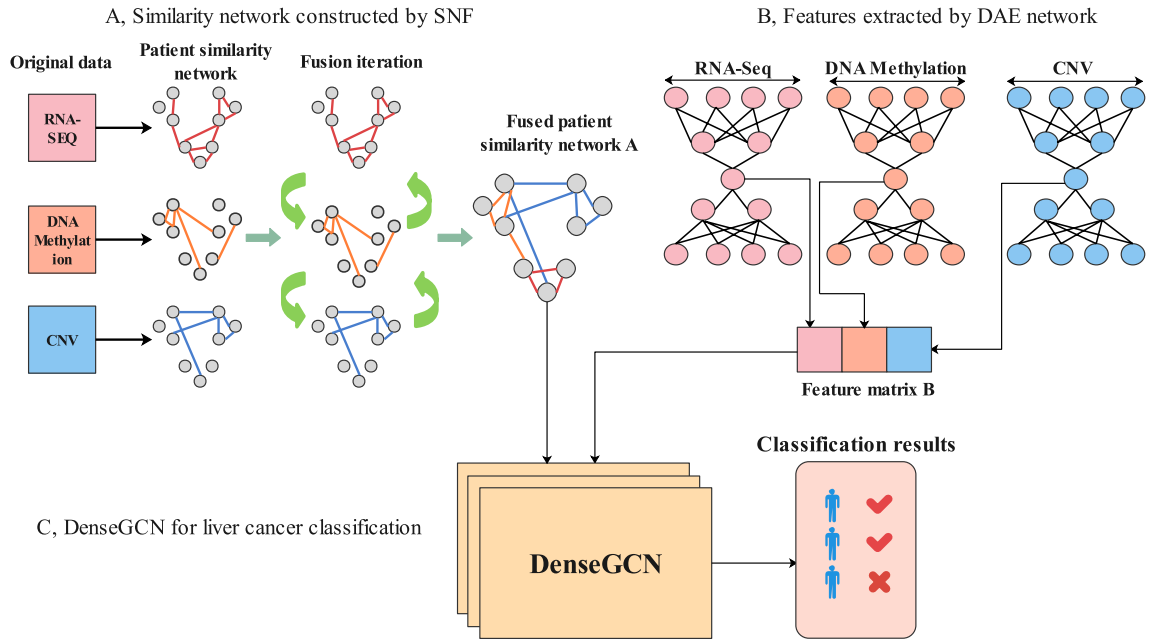 A, Similarity network constructed by SNF
B, Features extracted by DAE network
Original data
Patient similarity
network
Fusion iteration
RNA-
SEQ
DNA
Methylat
ion
CNV
Fused patient
similarity network A
RNA-Seq
DNA Methylation
CNV
Feature matrix B
C, DenseGCN for liver cancer classification
DenseGCN
Classification results